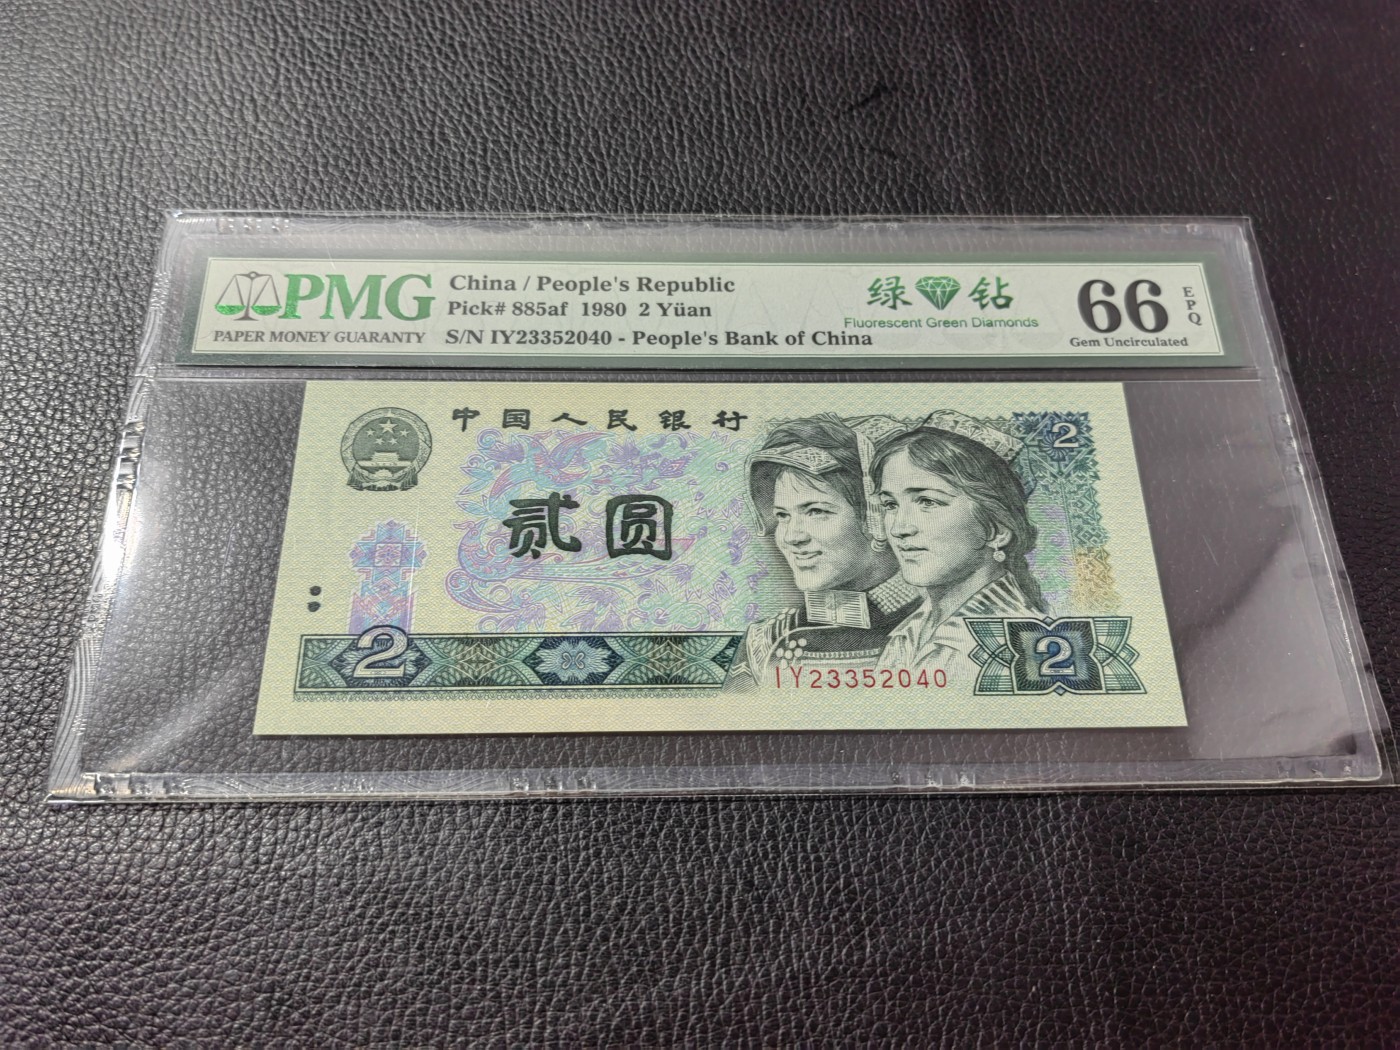 PMG
PAPER MONEY GUARANTY
China / People's Republic
Pick# 885af 1980 2 Yüan
S/N IY23352040 - People's Bank of China
绿钻
Fluorescent Green Diamonds
66
EPQ
Gem Uncirculated
中国人民银行
2
贰圆
2
IY23352040
2